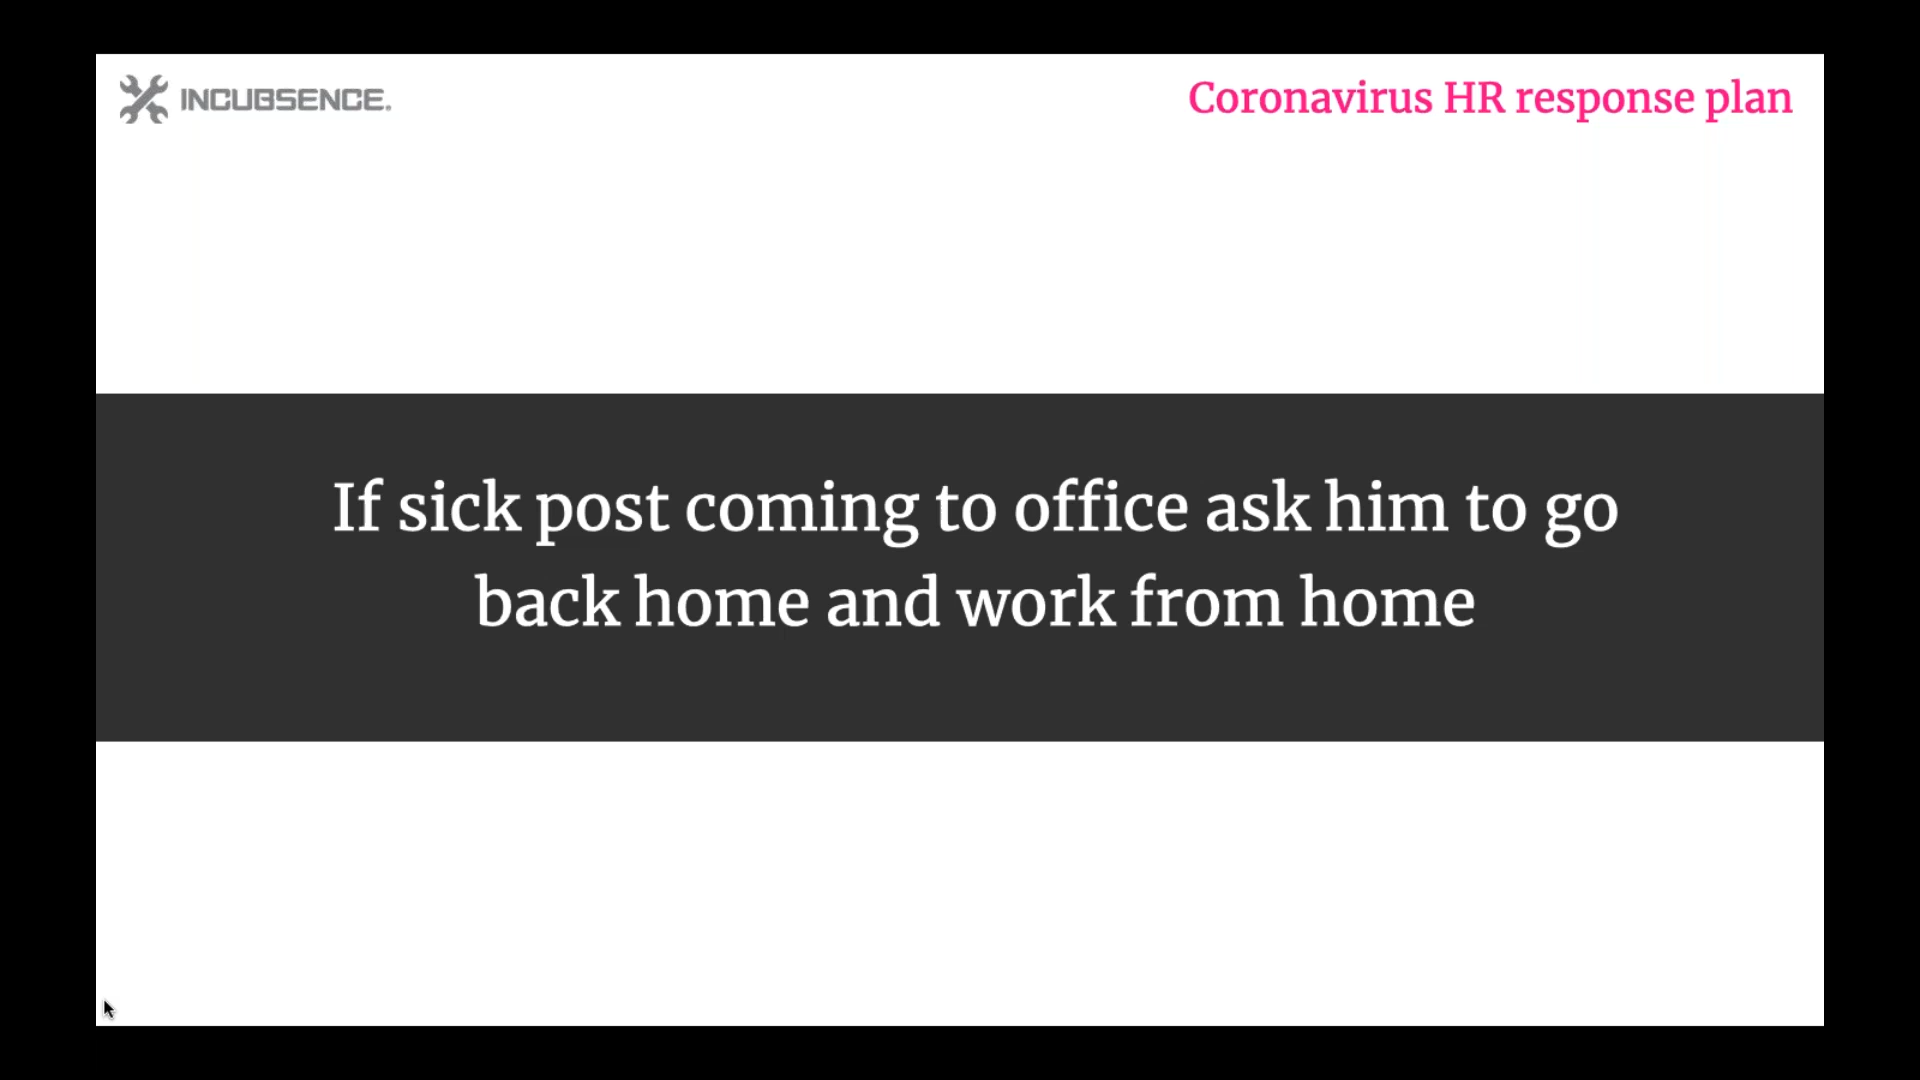 INCUBSENCE.
Coronavirus HR response plan
If sick post coming to office ask him to go
back home and work from home